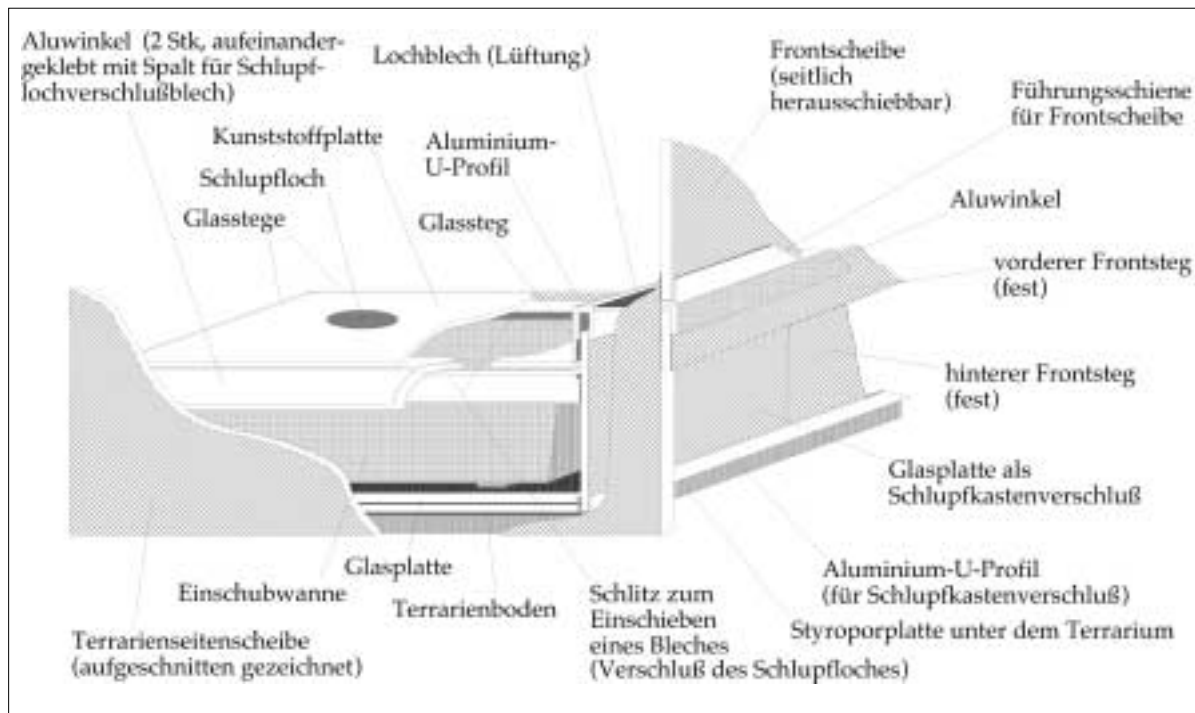 Aluwinkel (2 Stk, aufeinander-
geklebt mit Spalt für Schlupf-
lochverschlußblech)
Lochblech (Lüftung)
Frontscheibe
(seitlich
herausschiebbar)
Führungsschiene
für Frontscheibe
Kunststoffplatte
Aluminium-
U-Profil
Schlupfloch
Glasstege
Glassteg
Aluwinkel
vorderer Frontsteg
(fest)
hinterer Frontsteg
(fest)
Glasplatte als
Schlupfkastenverschluß
Glasplatte
Einschubwanne
Terrarienboden
Schlitz zum
Einschieben
eines Bleches
(Verschluß des Schlupfloches)
Aluminium-U-Profil
(für Schlupfkastenverschluß)
Styroporplatte unter dem Terrarium
Terrarienseitenscheibe
(aufgeschnitten gezeichnet)